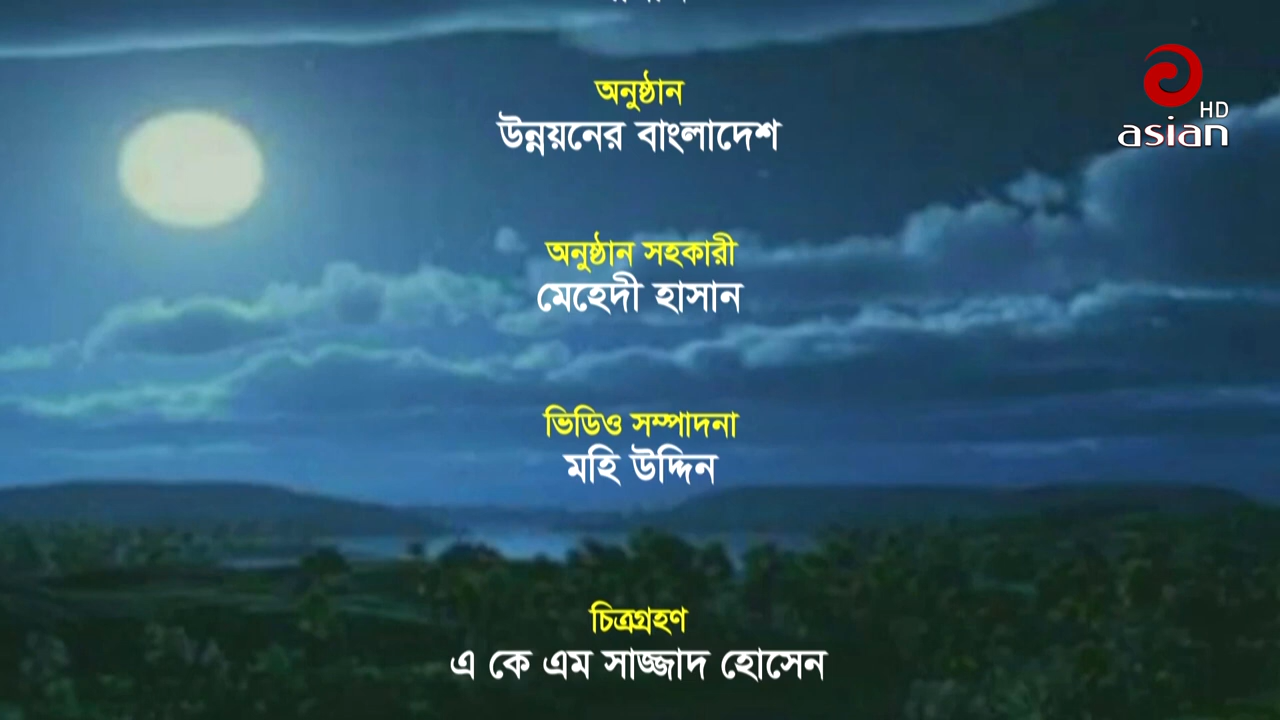 অনুষ্ঠান
উন্নয়নের বাংলাদেশ
HD
asian
অনুষ্ঠান সহকারী
মেহেদী হাসান
ভিডিও সম্পাদনা
মহি উদ্দিন
চিত্রগ্রহণ
এ কে এম সাজ্জাদ হোসেন